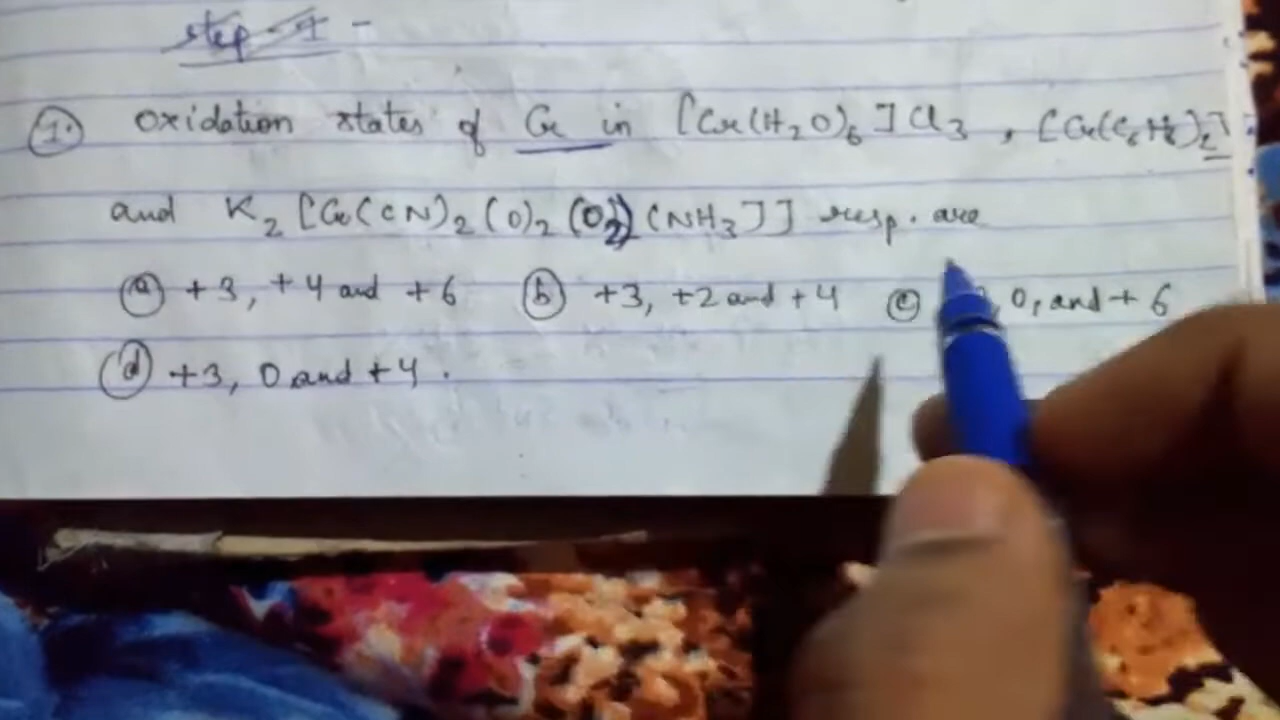 step-1 -
1. oxidation states of Cr in [Cr(H2O)6]Cl3, [Cr(C6H6)2]
and K2[Cr(CN)2(O)2(O2)(NH3]] resp. are
(a) +3, +4 and +6 (b) +3, +2 and +4 (c) 0, and + 6
(d) +3, 0 and +4.